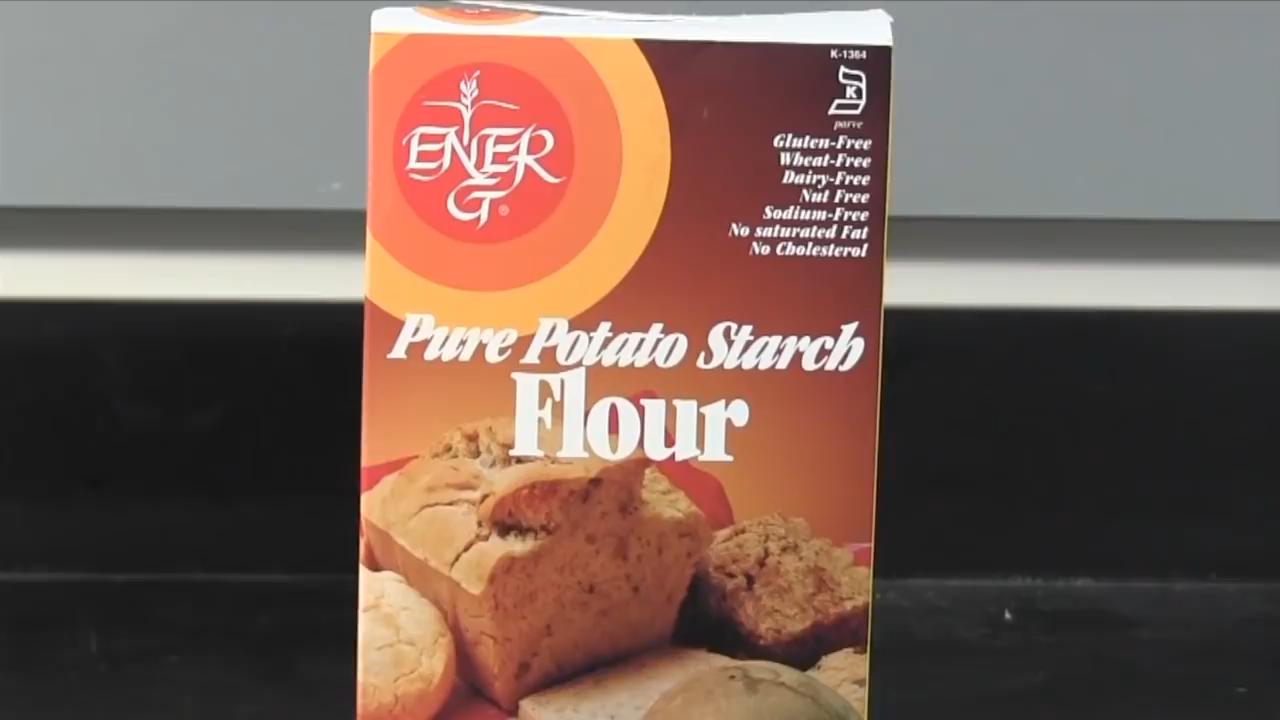 ENER
G®
K-1364
K
parve
Gluten-Free
Wheat-Free
Dairy-Free
Nut Free
Sodium-Free
No saturated Fat
No Cholesterol
Pure Potato Starch
Flour